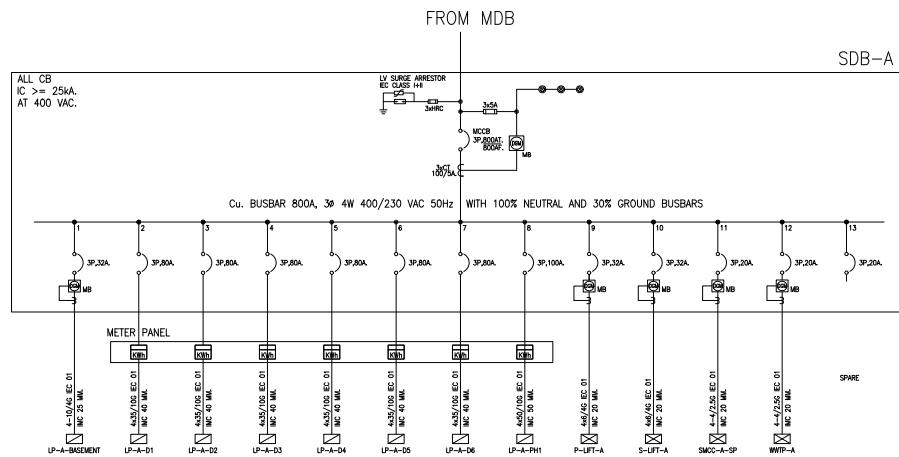 FROM MDB
SDB-A
ALL CB
IC >= 25kA.
AT 400 VAC.
LV SURGE ARRESTOR
IEC CLASS I+II
3xHRC
3x5A
MCCB
3P,800AT.
800AF.
MB
3xCT
100/5A.
Cu. BUSBAR 800A, 3Ø 4W 400/230 VAC 50Hz WITH 100% NEUTRAL AND 30% GROUND BUSBARS
1 2 3 4 5 6 7 8 9 10 11 12 13
3P,32A. 3P,80A. 3P,80A. 3P,80A. 3P,80A. 3P,80A. 3P,80A. 3P,100A. 3P,32A. 3P,32A. 3P,20A. 3P,20A. 3P,20A.
MB MB MB MB MB
METER PANEL
KWh KWh KWh KWh KWh KWh KWh
SPARE
4-10/4G IEC 01
IMC 25 MM.
4x35/10G IEC 01
IMC 40 MM.
4x35/10G IEC 01
IMC 40 MM.
4x35/10G IEC 01
IMC 40 MM.
4x35/10G IEC 01
IMC 40 MM.
4x35/10G IEC 01
IMC 40 MM.
4x35/10G IEC 01
IMC 40 MM.
4x50/10G IEC 01
IMC 50 MM.
4x6/4G IEC 01
IMC 20 MM.
4x6/4G IEC 01
IMC 20 MM.
4-4/2.5G IEC 01
IMC 20 MM.
4-4/2.5G IEC 01
IMC 20 MM.
LP-A-BASEMENT LP-A-D1 LP-A-D2 LP-A-D3 LP-A-D4 LP-A-D5 LP-A-D6 LP-A-PH1 P-LIFT-A S-LIFT-A SMCC-A-SP WWTP-A